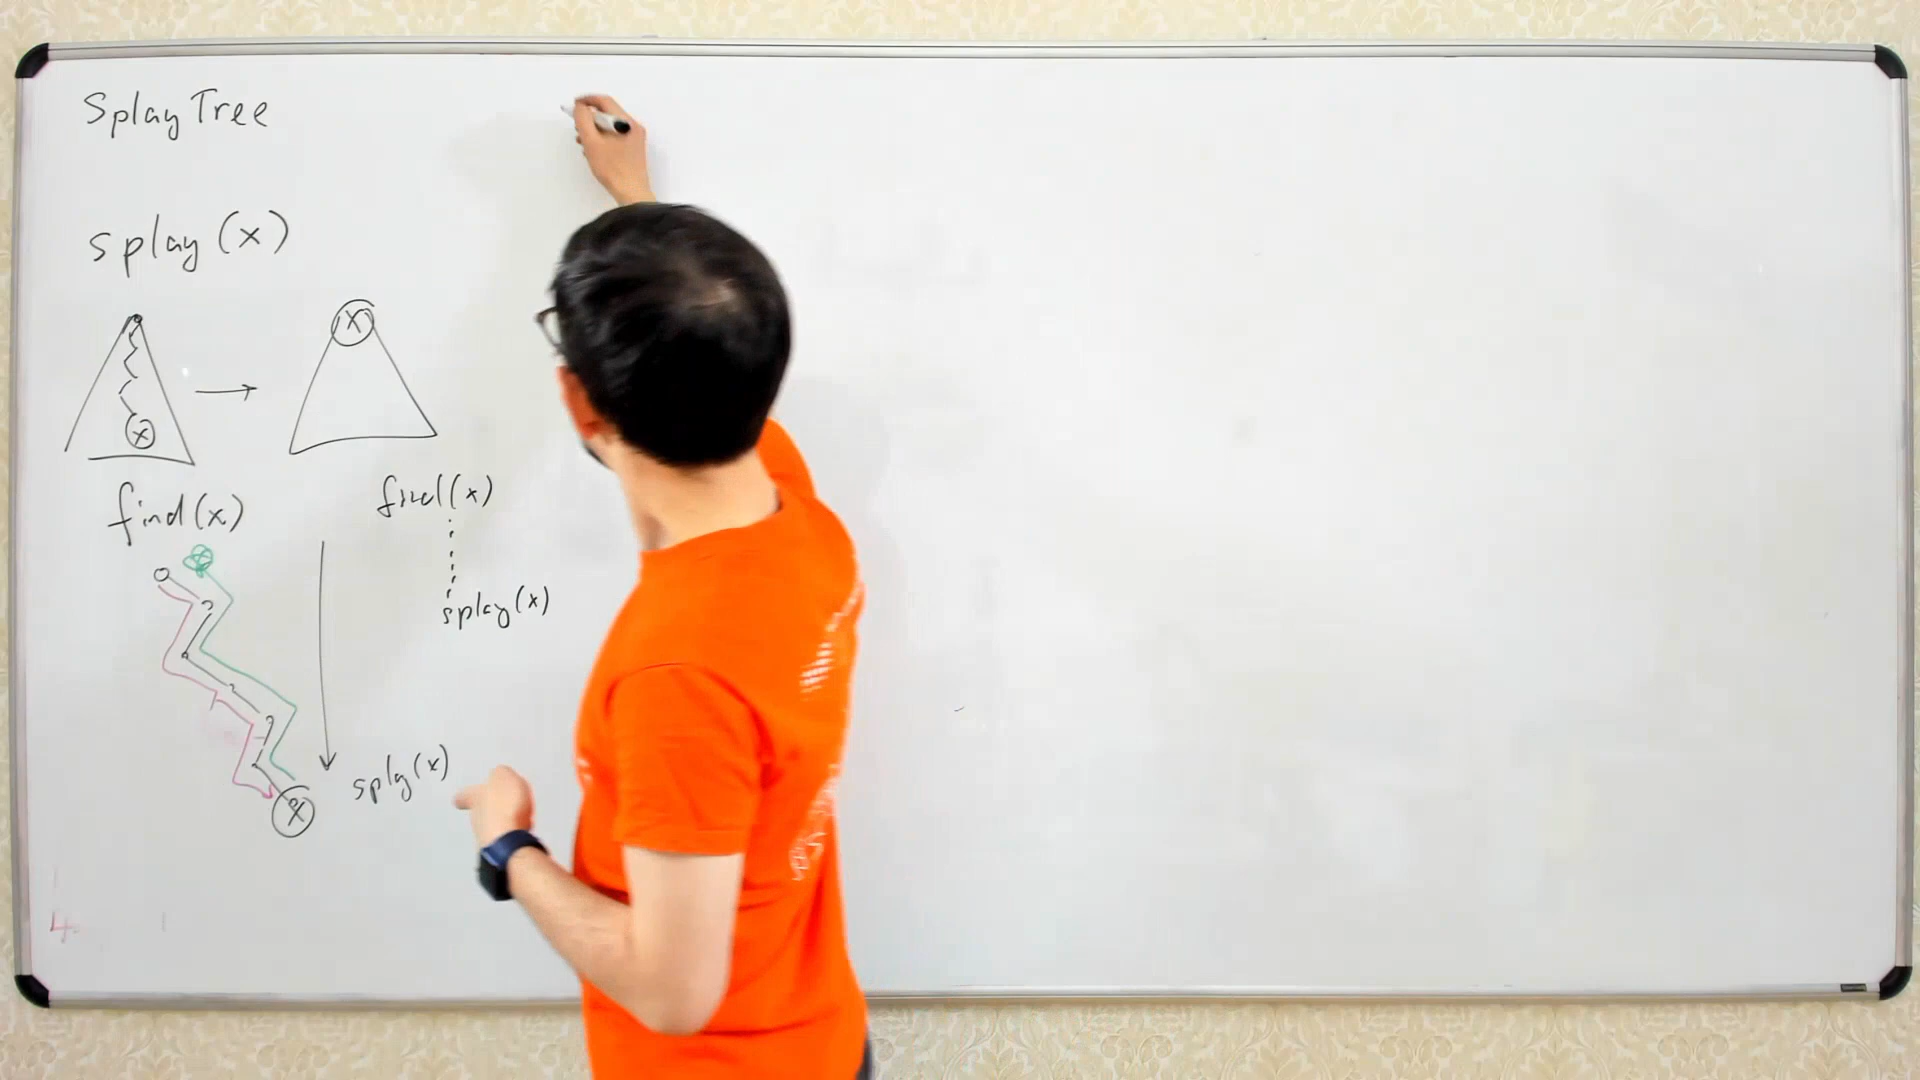 Splay Tree
splay (x)
x
x
find(x)
find(x)
splay(x)
splay(x)
x